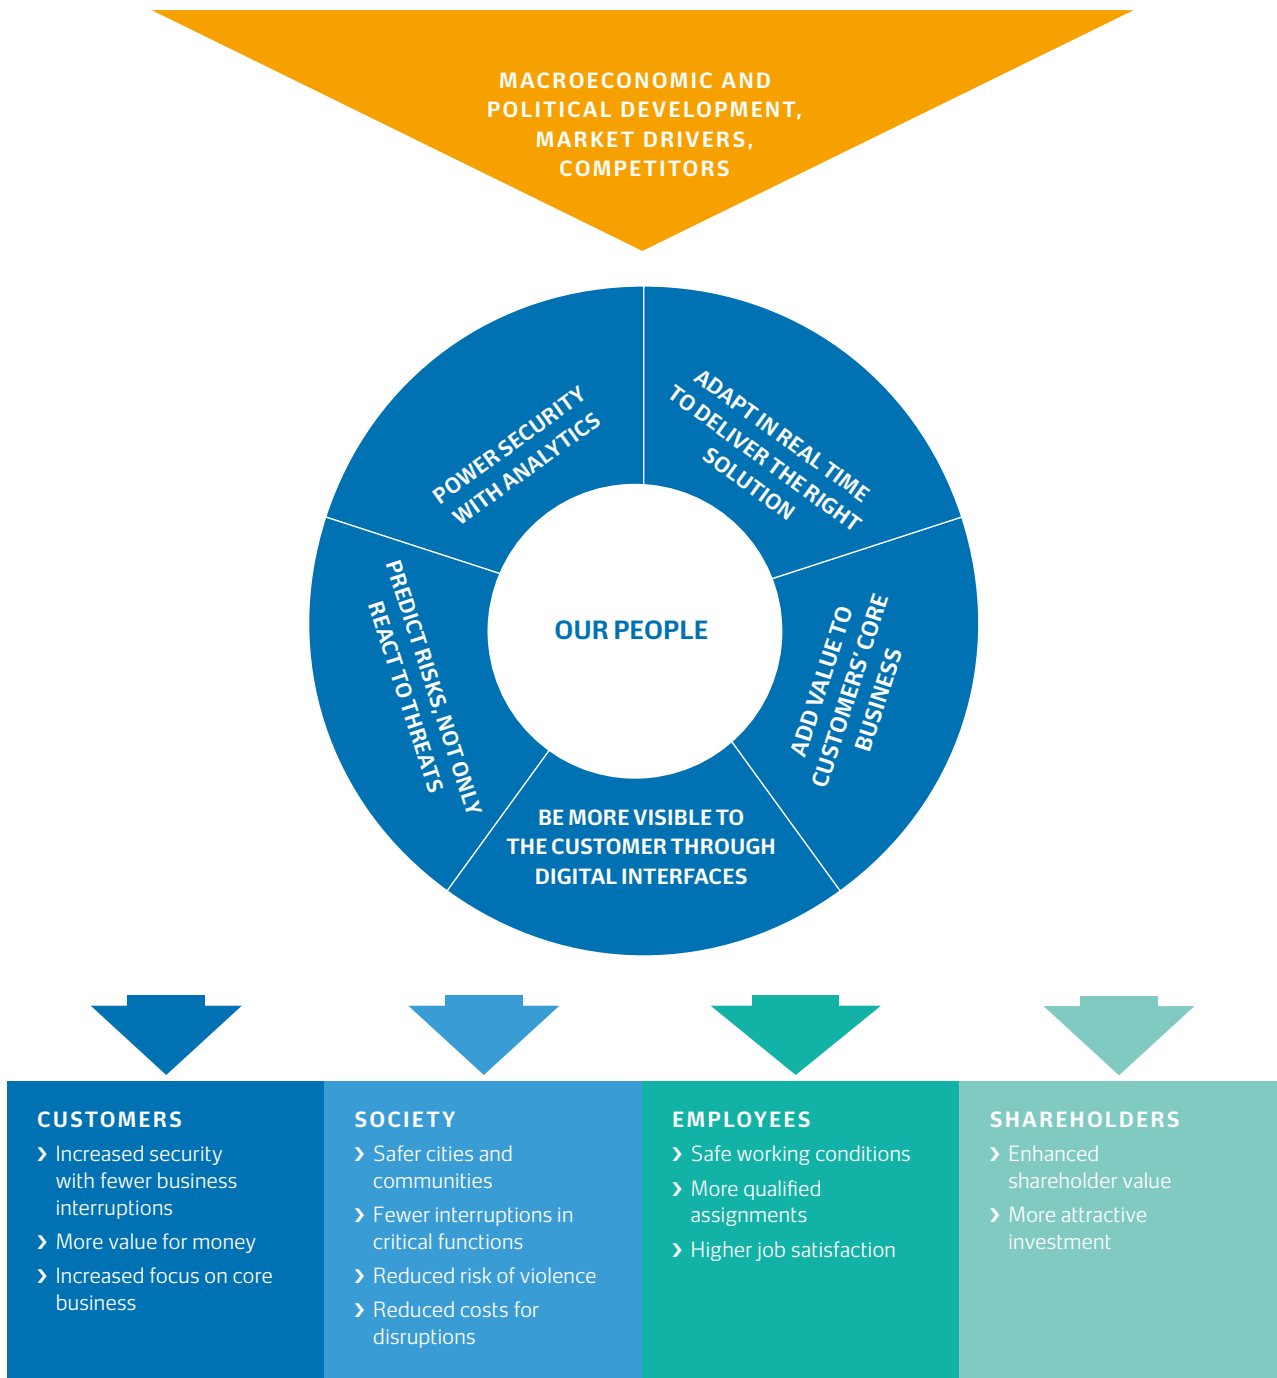 MACROECONOMIC AND
POLITICAL DEVELOPMENT,
MARKET DRIVERS,
COMPETITORS
POWER SECURITY
WITH ANALYTICS
ADAPT IN REAL TIME
TO DELIVER THE RIGHT
SOLUTION
PREDICT RISKS, NOT ONLY
REACT TO THREATS
OUR PEOPLE
ADD VALUE TO
CUSTOMERS' CORE
BUSINESS
BE MORE VISIBLE TO
THE CUSTOMER THROUGH
DIGITAL INTERFACES
CUSTOMERS
› Increased security
with fewer business
interruptions
› More value for money
› Increased focus on core
business
SOCIETY
› Safer cities and
communities
› Fewer interruptions in
critical functions
› Reduced risk of violence
› Reduced costs for
disruptions
EMPLOYEES
› Safe working conditions
› More qualified
assignments
› Higher job satisfaction
SHAREHOLDERS
› Enhanced
shareholder value
› More attractive
investment